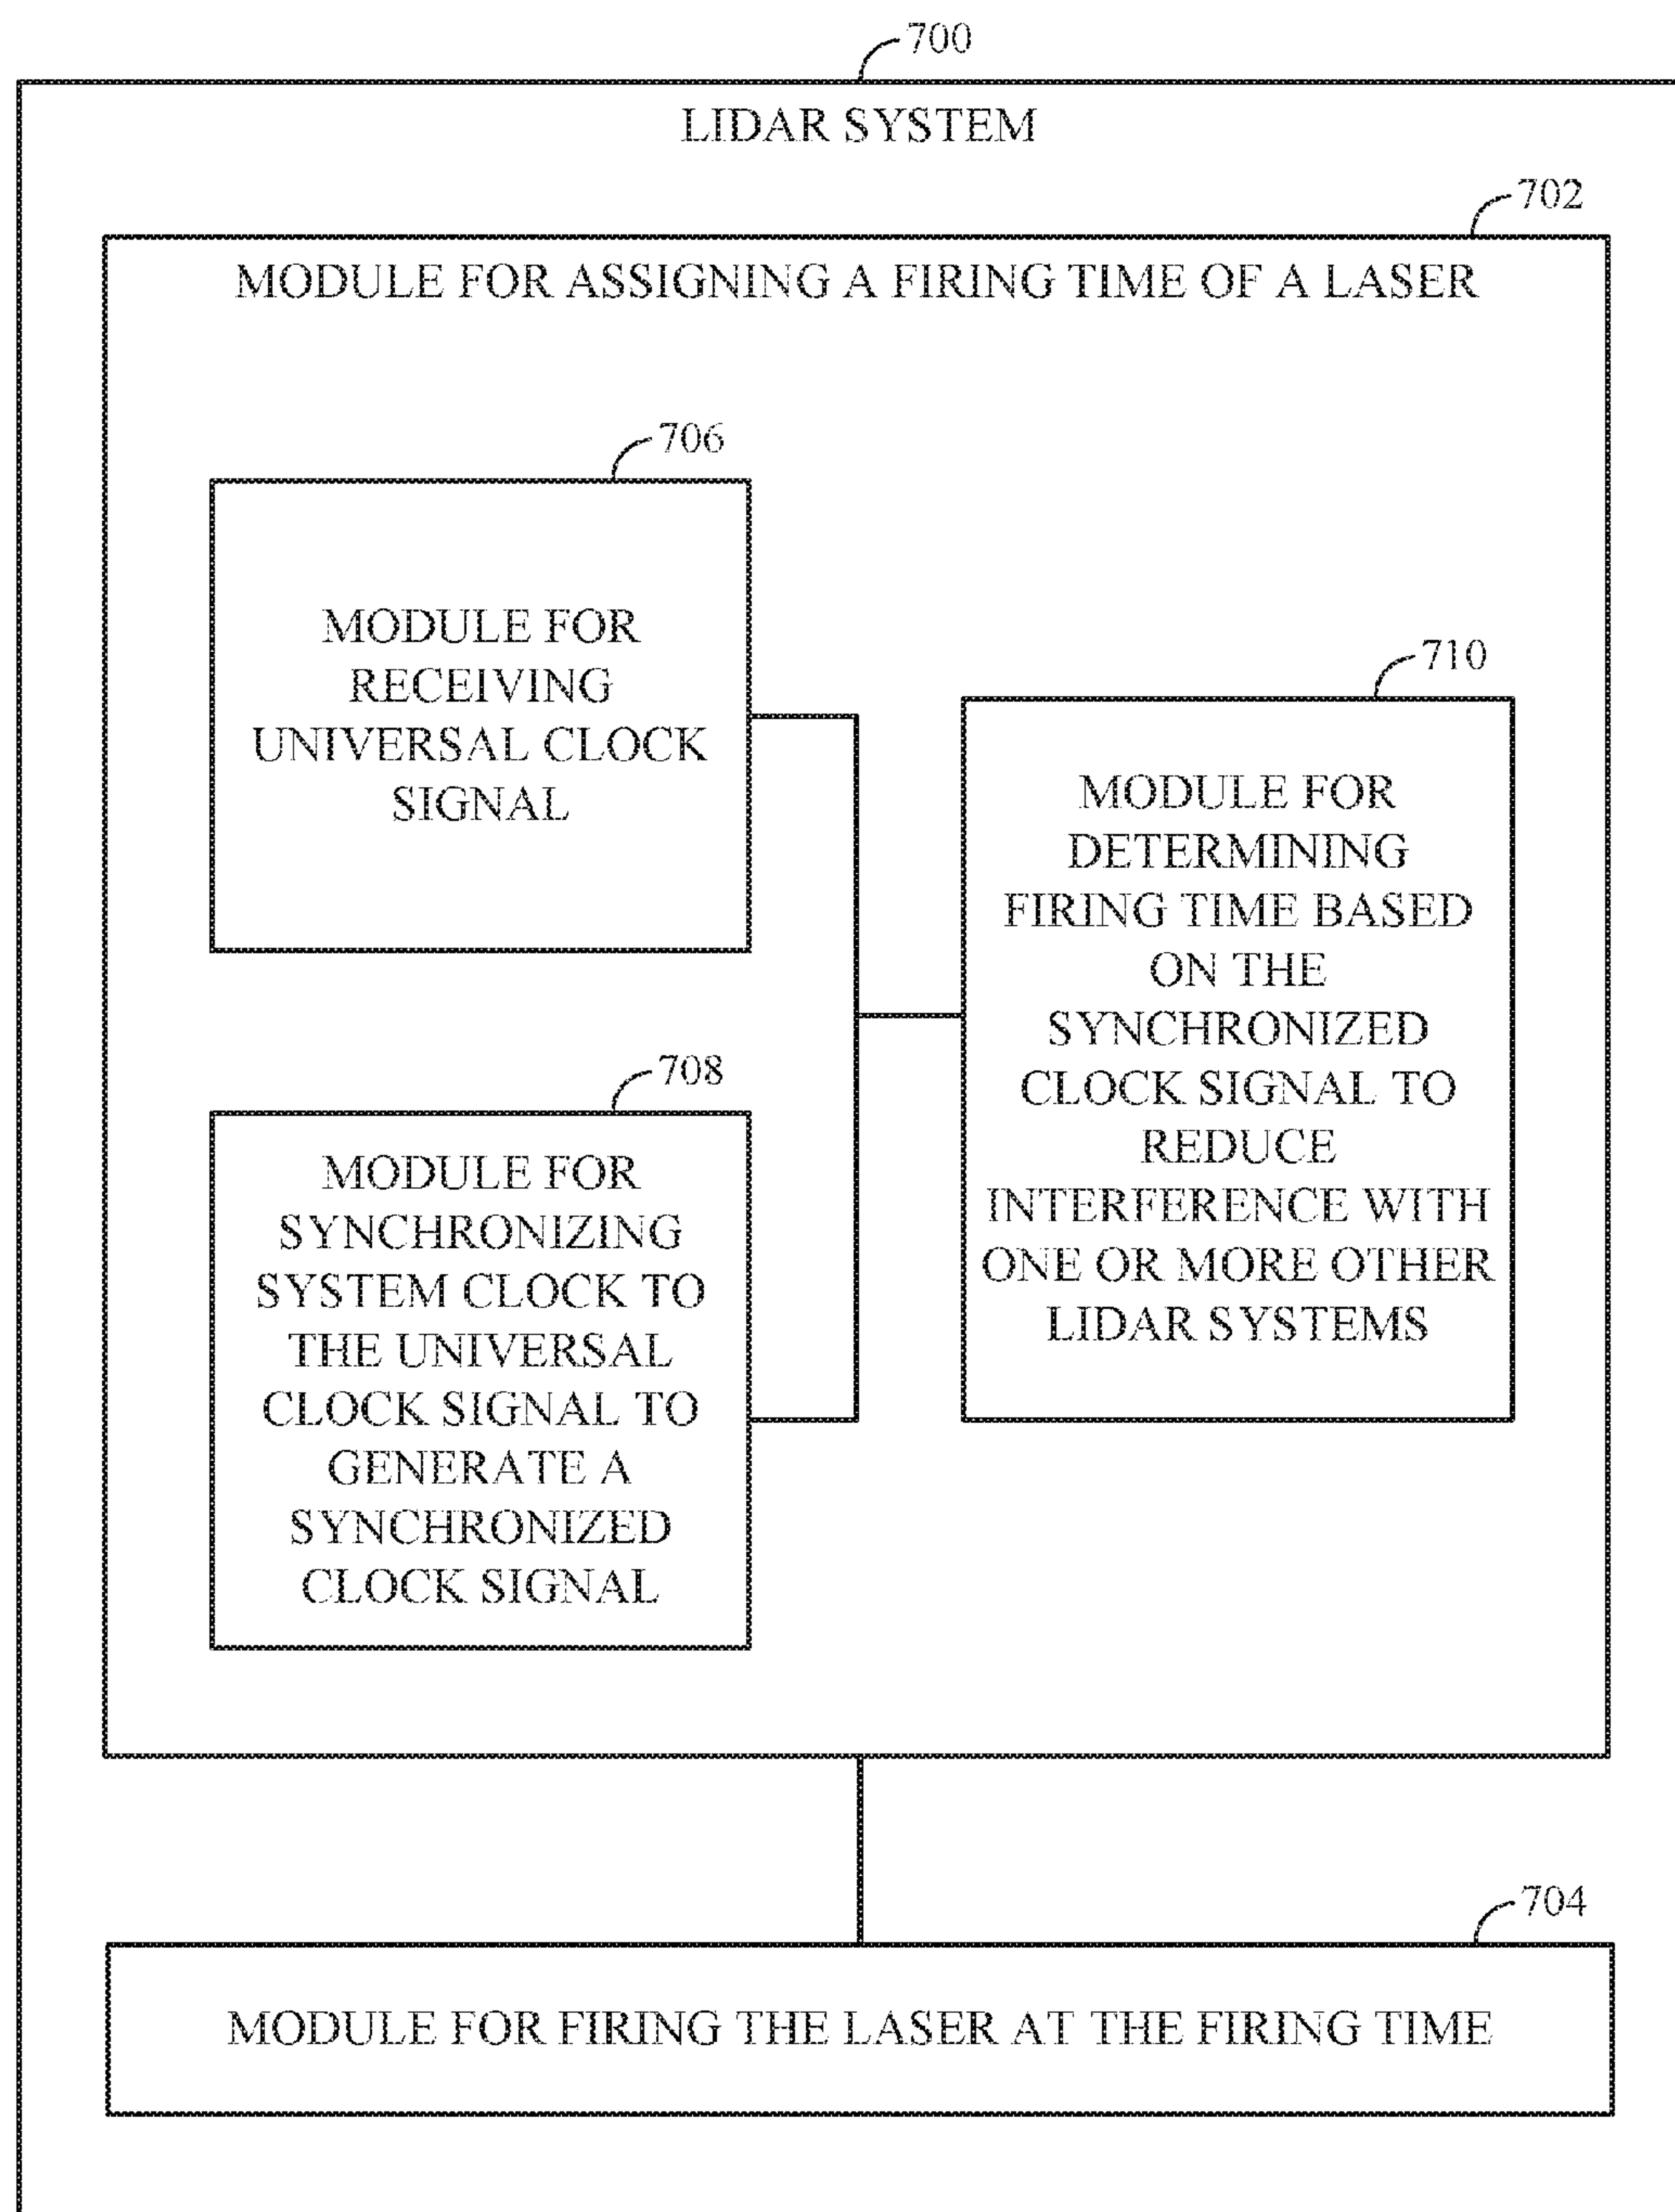 700
LIDAR SYSTEM
702
MODULE FOR ASSIGNING A FIRING TIME OF A LASER
706
MODULE FOR
RECEIVING
UNIVERSAL CLOCK
SIGNAL
710
MODULE FOR
DETERMINING
FIRING TIME BASED
ON THE
SYNCHRONIZED
CLOCK SIGNAL TO
REDUCE
INTERFERENCE WITH
ONE OR MORE OTHER
LIDAR SYSTEMS
708
MODULE FOR
SYNCHRONIZING
SYSTEM CLOCK TO
THE UNIVERSAL
CLOCK SIGNAL TO
GENERATE A
SYNCHRONIZED
CLOCK SIGNAL
704
MODULE FOR FIRING THE LASER AT THE FIRING TIME